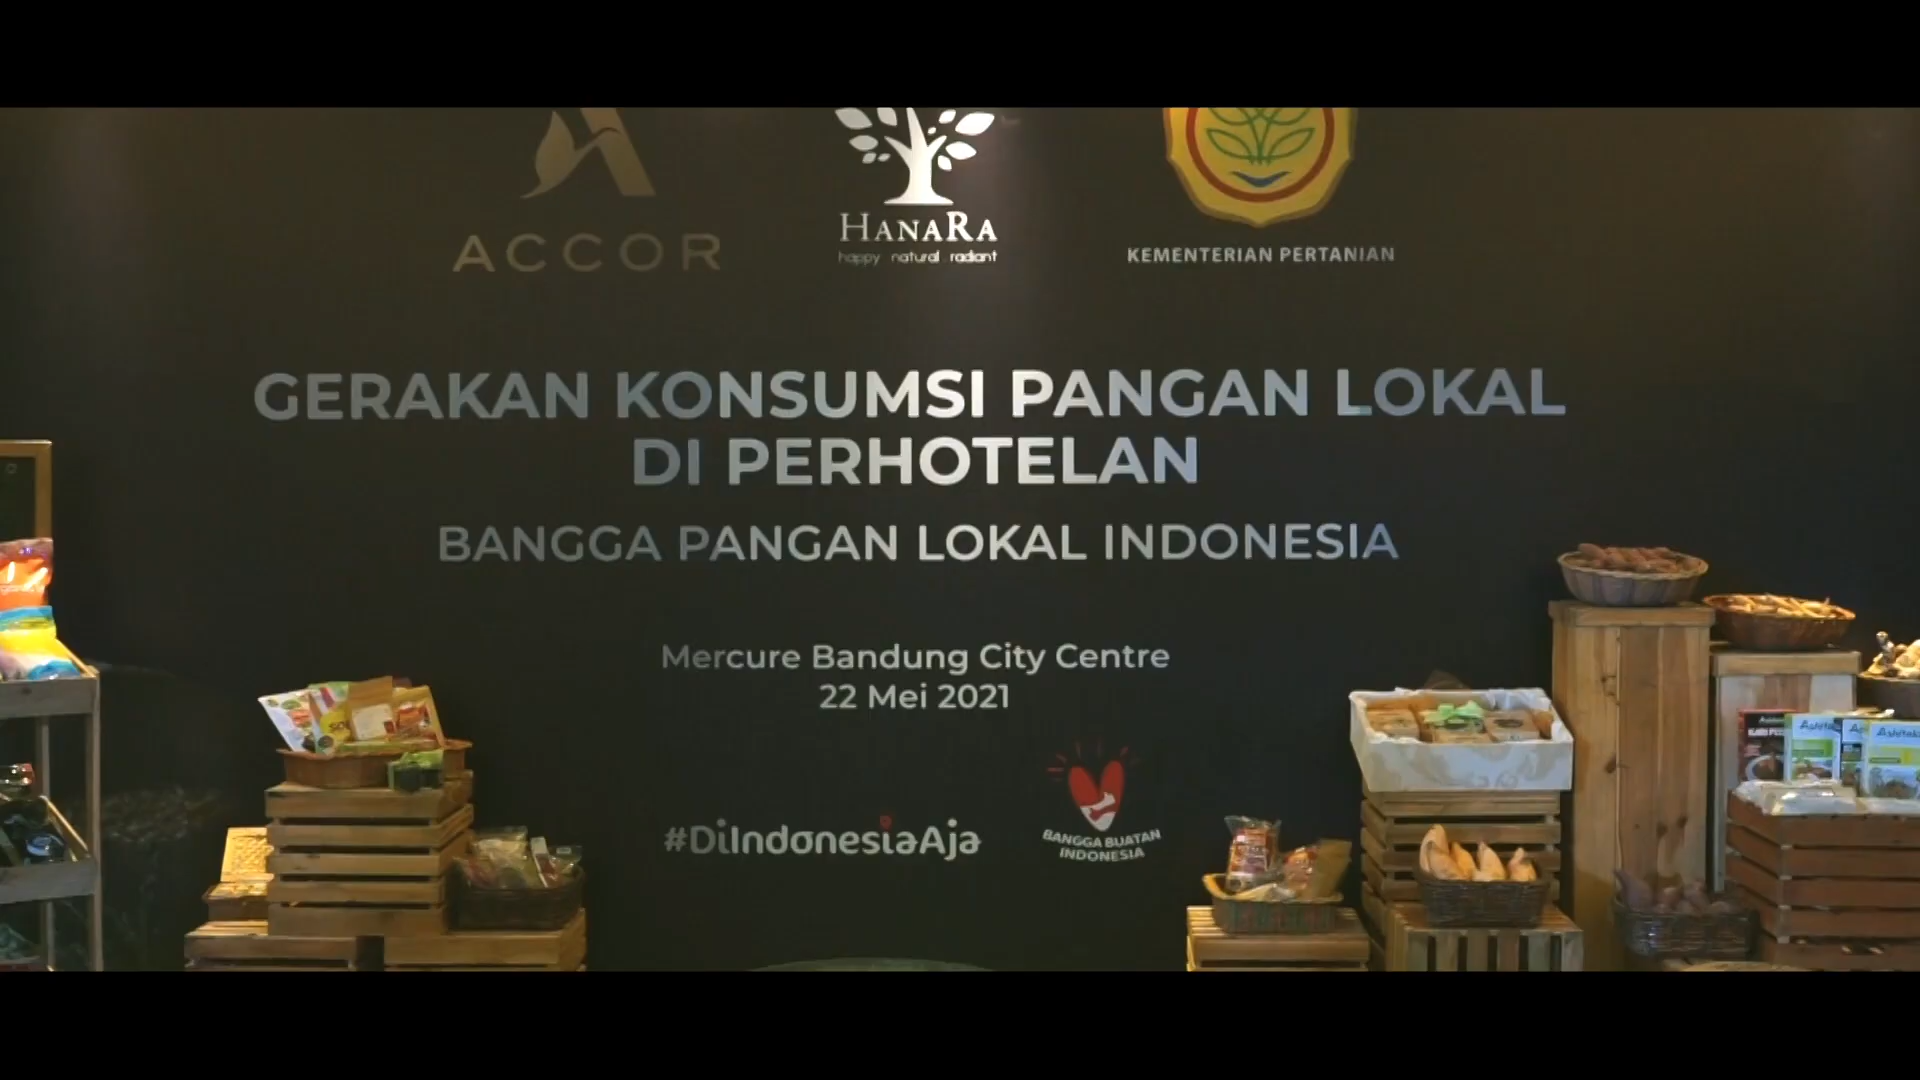 ACCOR
HANARA
happy natural radiant
KEMENTERIAN PERTANIAN
GERAKAN KONSUMSI PANGAN LOKAL
DI PERHOTELAN
BANGGA PANGAN LOKAL INDONESIA
Mercure Bandung City Centre
22 Mei 2021
#DiIndonesiaAja
BANGGA BUATAN
INDONESIA